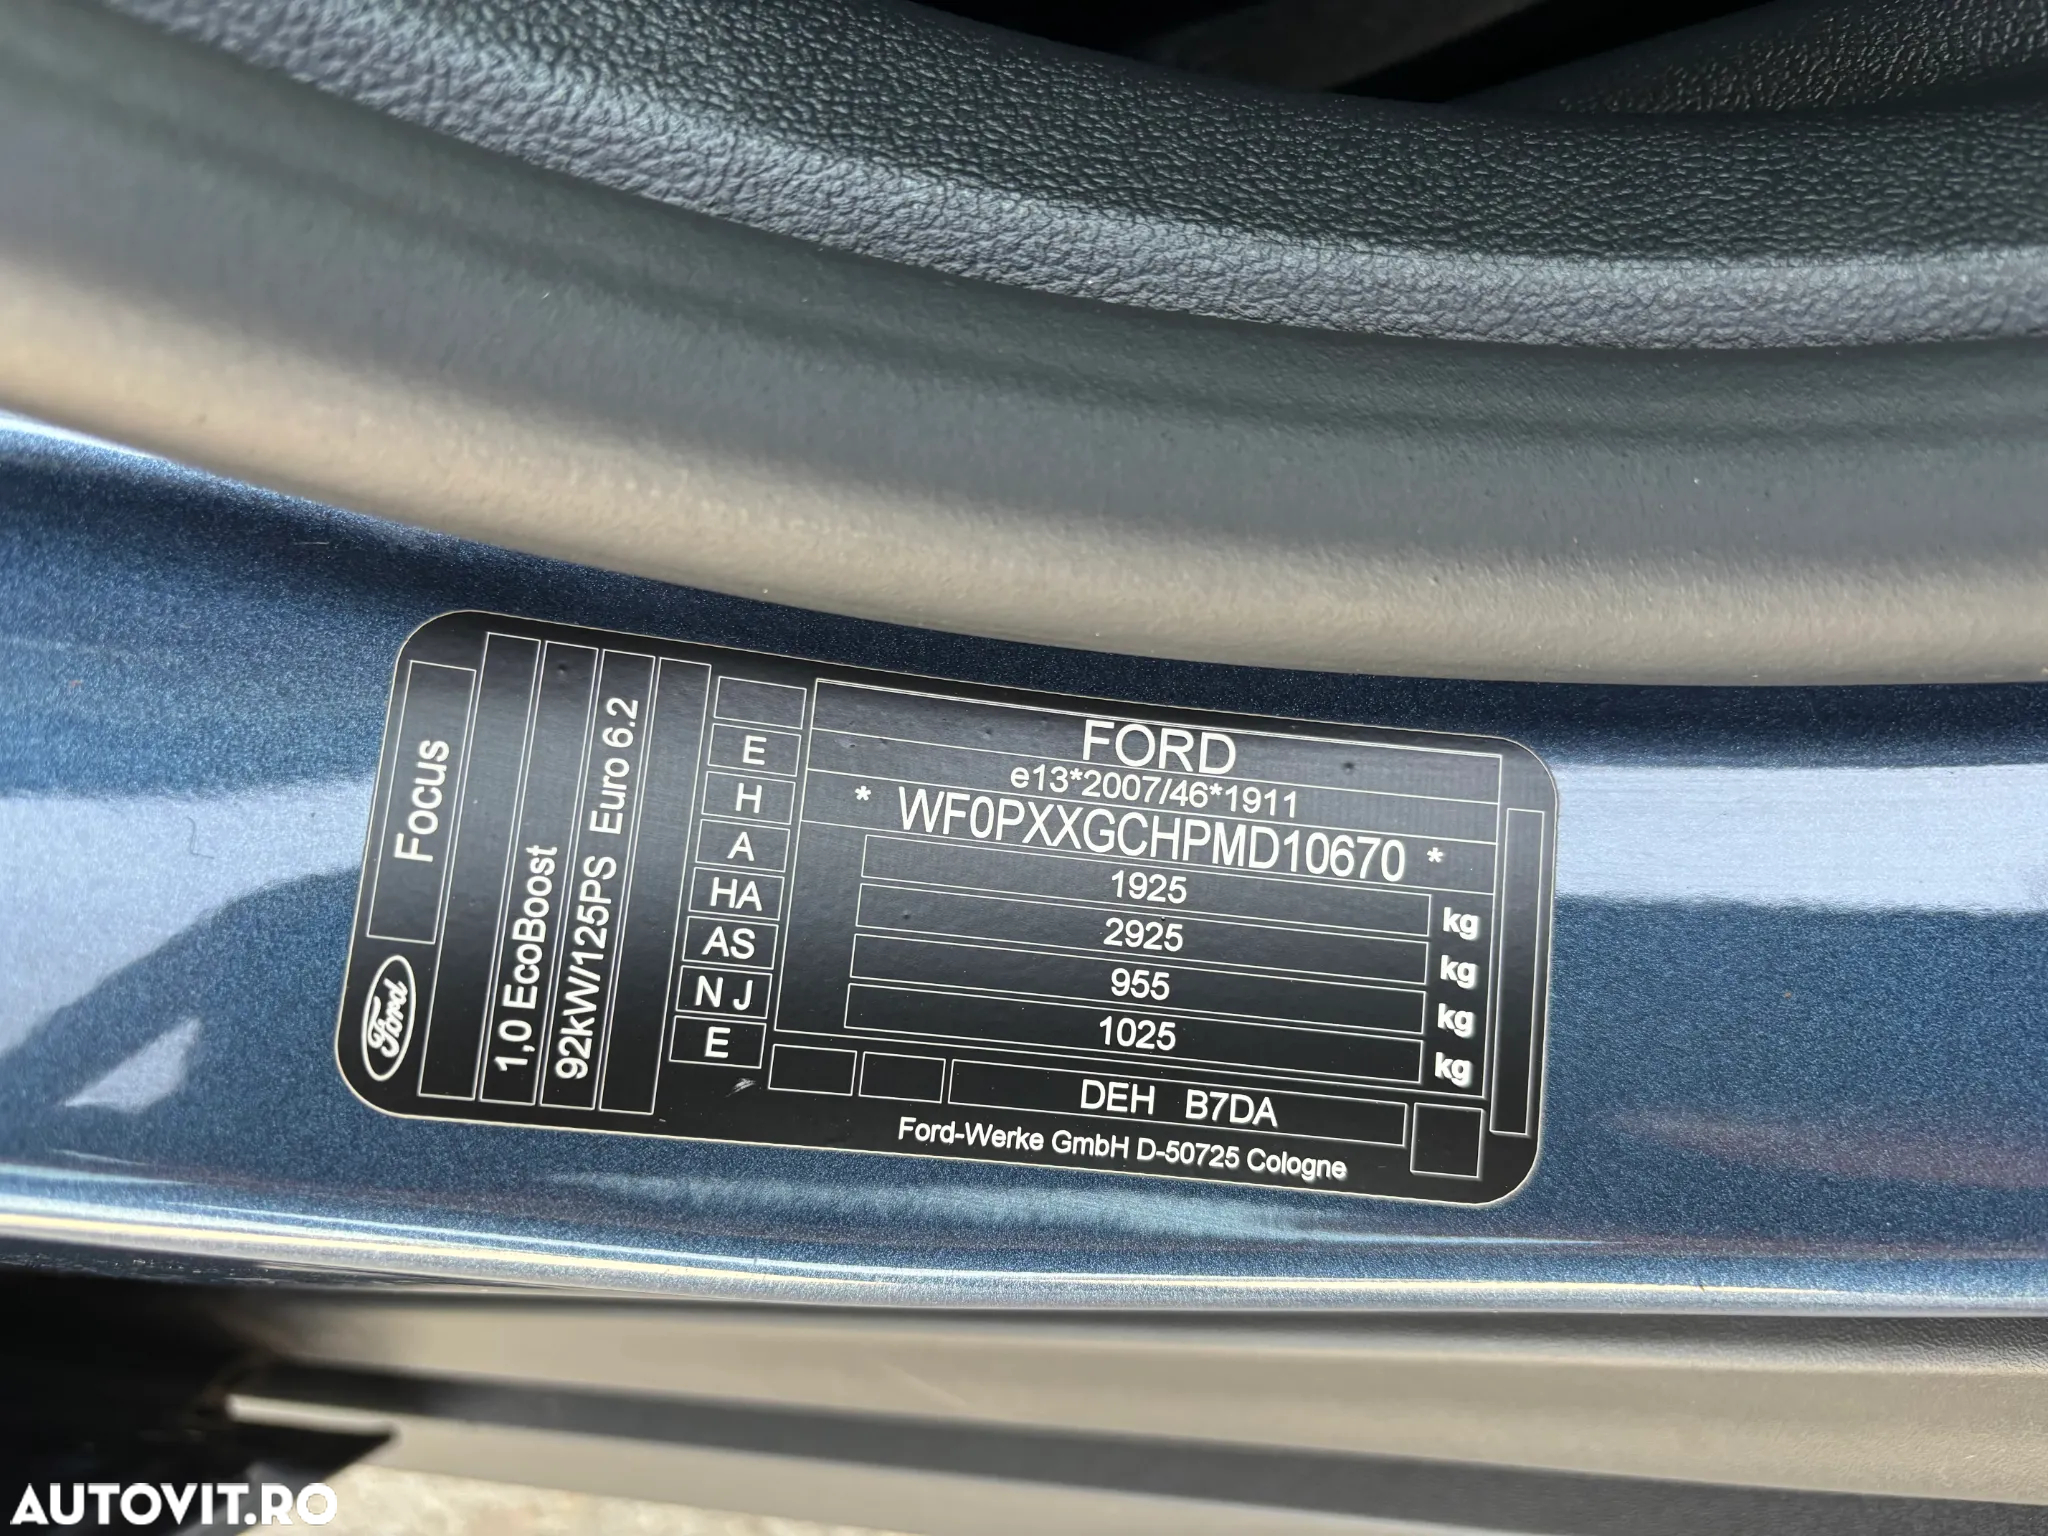 FORD
e13*2007/46*1911
* WF0PXXGCHPMD10670 *
1925 kg
2925 kg
955 kg
1025 kg
DEH B7DA
Ford-Werke GmbH D-50725 Cologne
E
H
A
HA
AS
N J
E
Ford
Focus
1,0 EcoBoost
92kW/125PS Euro 6.2
AUTOVIT.RO